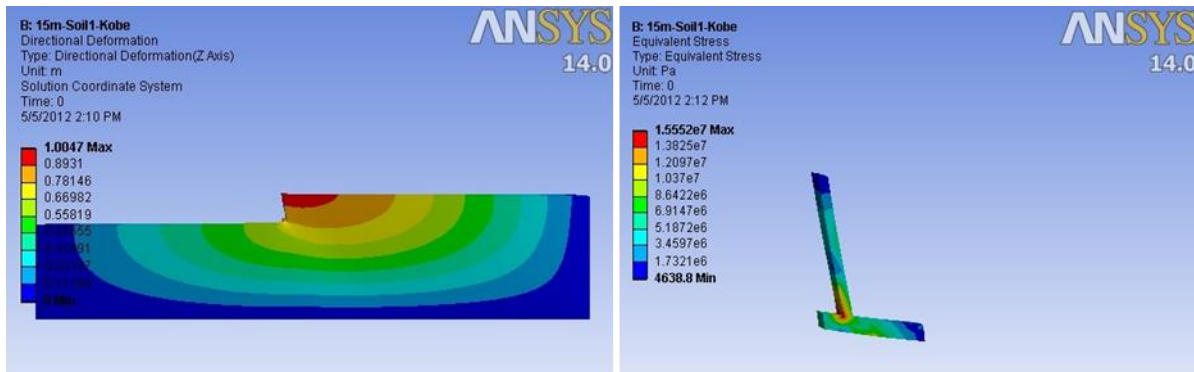 B: 15m-Soil1-Kobe
Directional Deformation
Type: Directional Deformation(Z Axis)
Unit: m
Solution Coordinate System
Time: 0
5/5/2012 2:10 PM
ANSYS
14.0
1.0047 Max
0.8931
0.78146
0.66982
0.55819
0 Min
B: 15m-Soil1-Kobe
Equivalent Stress
Type: Equivalent Stress
Unit: Pa
Time: 0
5/5/2012 2:12 PM
ANSYS
14.0
1.5552e7 Max
1.3825e7
1.2097e7
1.037e7
8.6422e6
6.9147e6
5.1872e6
3.4597e6
1.7321e6
4638.8 Min